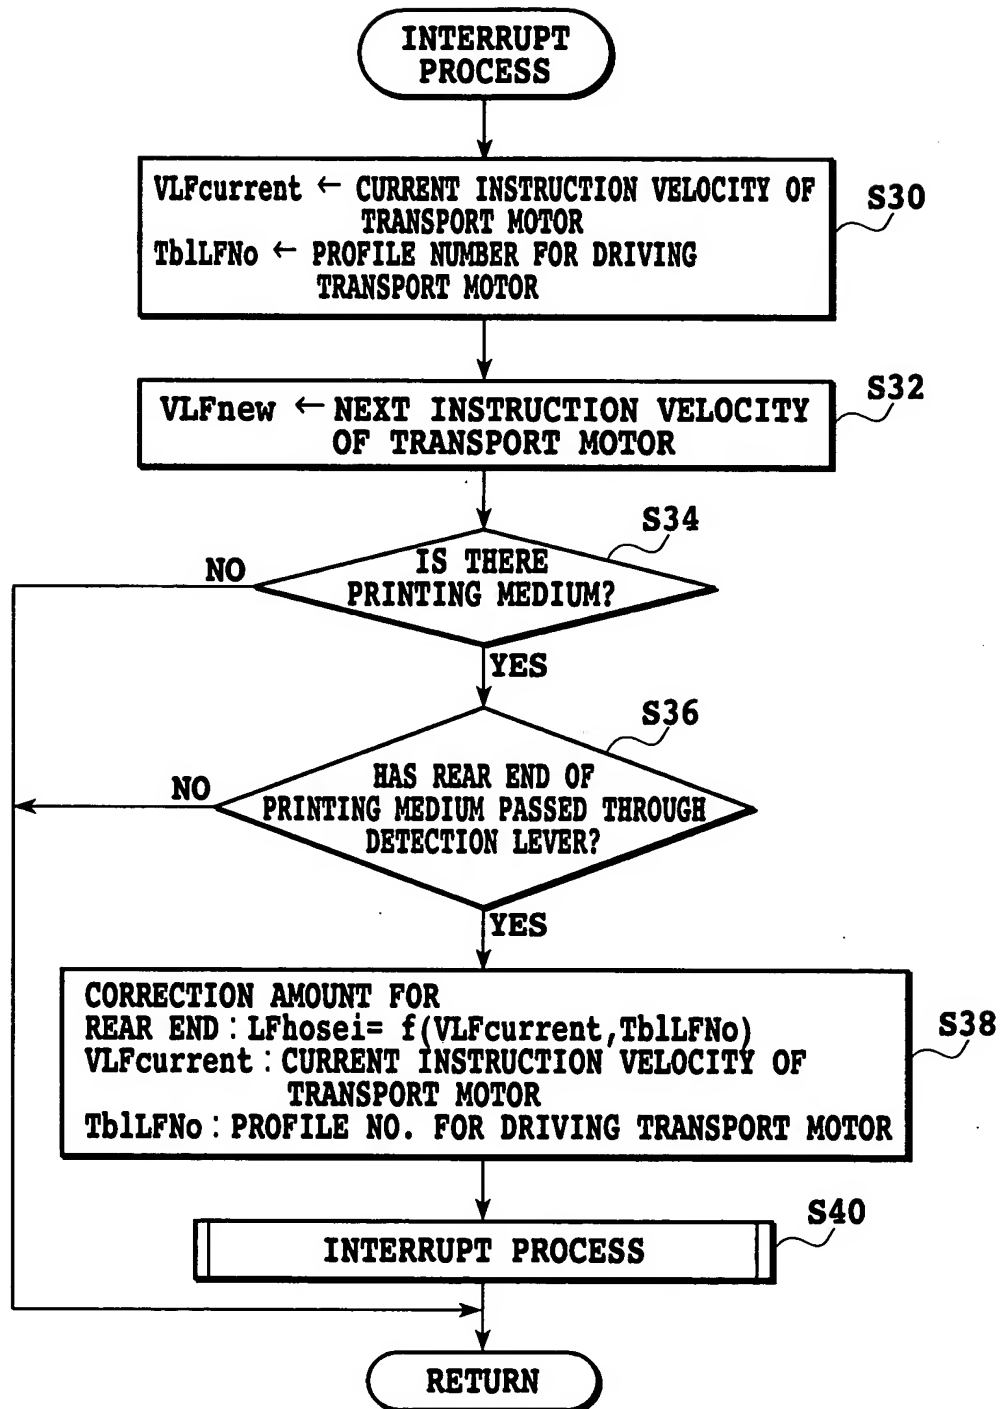 INTERRUPT
PROCESS
VLFcurrent ← CURRENT INSTRUCTION VELOCITY OF
TRANSPORT MOTOR
TblLFNo ← PROFILE NUMBER FOR DRIVING
TRANSPORT MOTOR
S30
VLFnew ← NEXT INSTRUCTION VELOCITY
OF TRANSPORT MOTOR
S32
S34
NO
IS THERE
PRINTING MEDIUM?
YES
S36
NO
HAS REAR END OF
PRINTING MEDIUM PASSED THROUGH
DETECTION LEVER?
YES
CORRECTION AMOUNT FOR
REAR END : LFhosei= f(VLFcurrent,TblLFNo)
VLFcurrent : CURRENT INSTRUCTION VELOCITY OF
TRANSPORT MOTOR
TblLFNo : PROFILE NO. FOR DRIVING TRANSPORT MOTOR
S38
S40
INTERRUPT PROCESS
RETURN